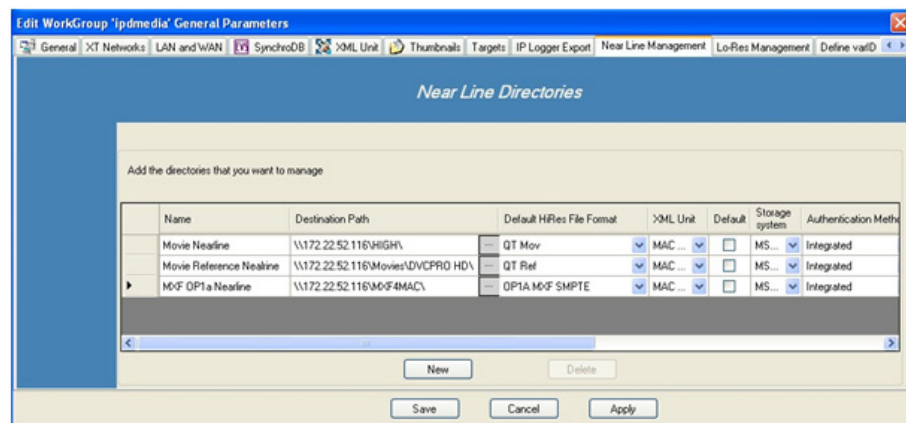 Edit WorkGroup 'ipdmedia' General Parameters
General XT Networks LAN and WAN SynchroDB XML Unit Thumbnails Targets IP Logger Export Near Line Management Lo-Res Management Define varID
Near Line Directories
Add the directories that you want to manage
Name Destination Path Default HiRes File Format XML Unit Default Storage system Authentication Metho
Movie Nearline \\172.22.52.116\HIGH\ ... QT Mov MAC ... MS... Integrated
Movie Reference Nealrine \\172.22.52.116\Movies\DVCPRO HD\ ... QT Ref MAC ... MS... Integrated
MXF OP1a Nearline \\172.22.52.116\MXF4MAC\ ... OP1A MXF SMPTE MAC ... MS... Integrated
New Delete
Save Cancel Apply